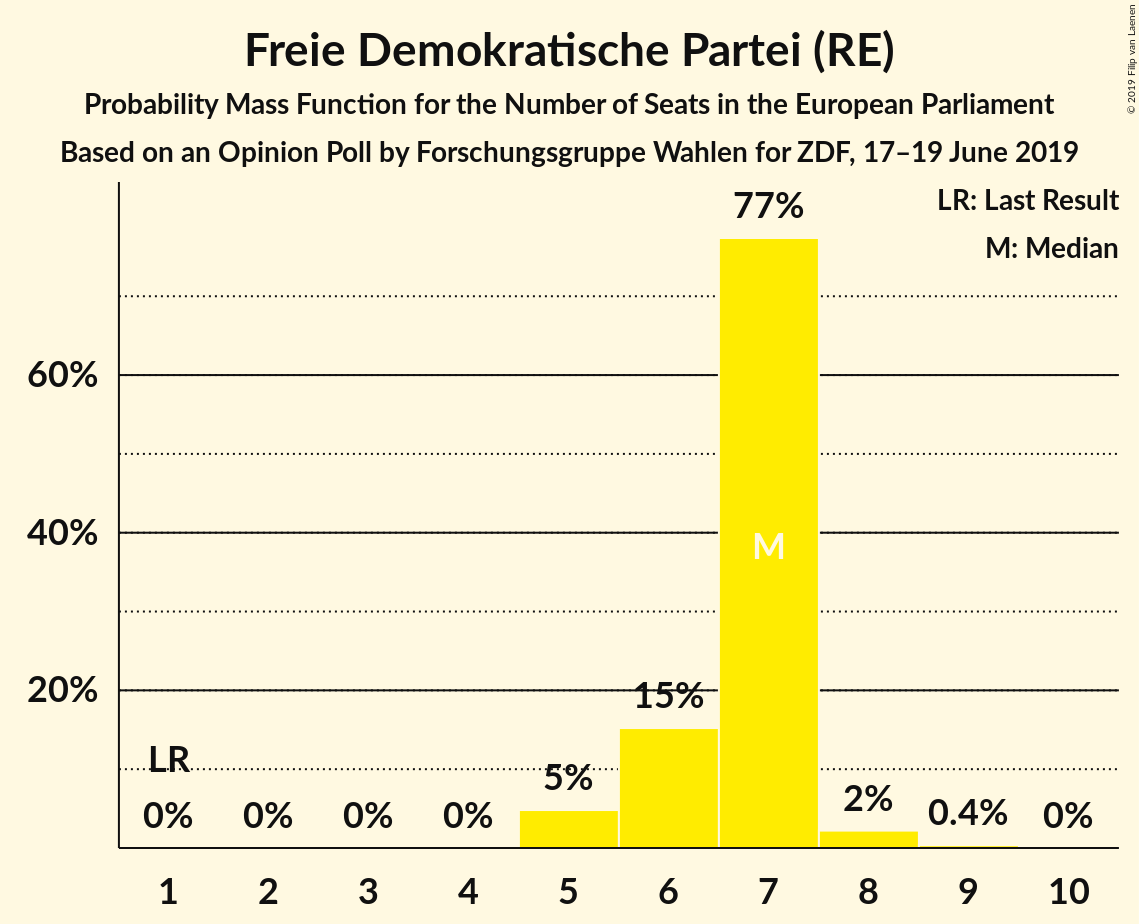 Freie Demokratische Partei (RE)
Probability Mass Function for the Number of Seats in the European Parliament
Based on an Opinion Poll by Forschungsgruppe Wahlen for ZDF, 17–19 June 2019
© 2019 Filip van Laenen
LR: Last Result
M: Median
77%
60%
40%
20%
M
15%
LR
5%
0%
0%
0%
0%
2%
0.4%
0%
1 2 3 4 5 6 7 8 9 10